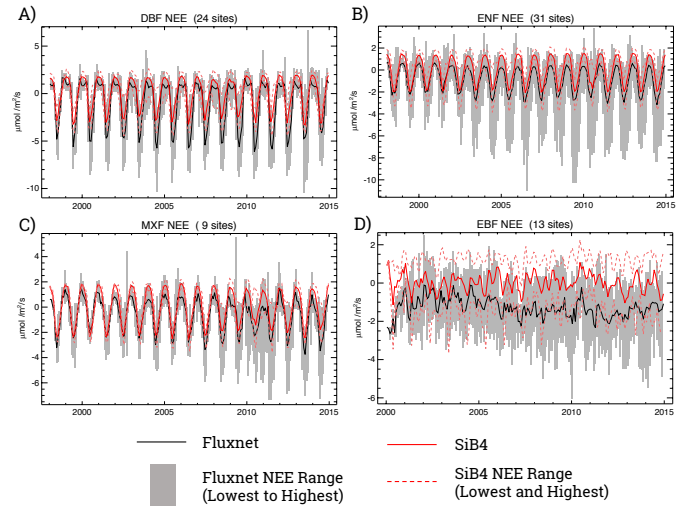 A)
DBF NEE (24 sites)
μmol /m²/s
5
0
-5
-10
2000
2005
2010
2015
B)
ENF NEE (31 sites)
μmol /m²/s
4
2
0
-2
-4
-6
-8
-10
2000
2005
2010
2015
C)
MXF NEE ( 9 sites)
μmol /m²/s
4
2
0
-2
-4
-6
2000
2005
2010
2015
D)
EBF NEE (13 sites)
μmol /m²/s
2
0
-2
-4
-6
2000
2005
2010
2015
Fluxnet
SiB4
Fluxnet NEE Range
(Lowest to Highest)
SiB4 NEE Range
(Lowest and Highest)